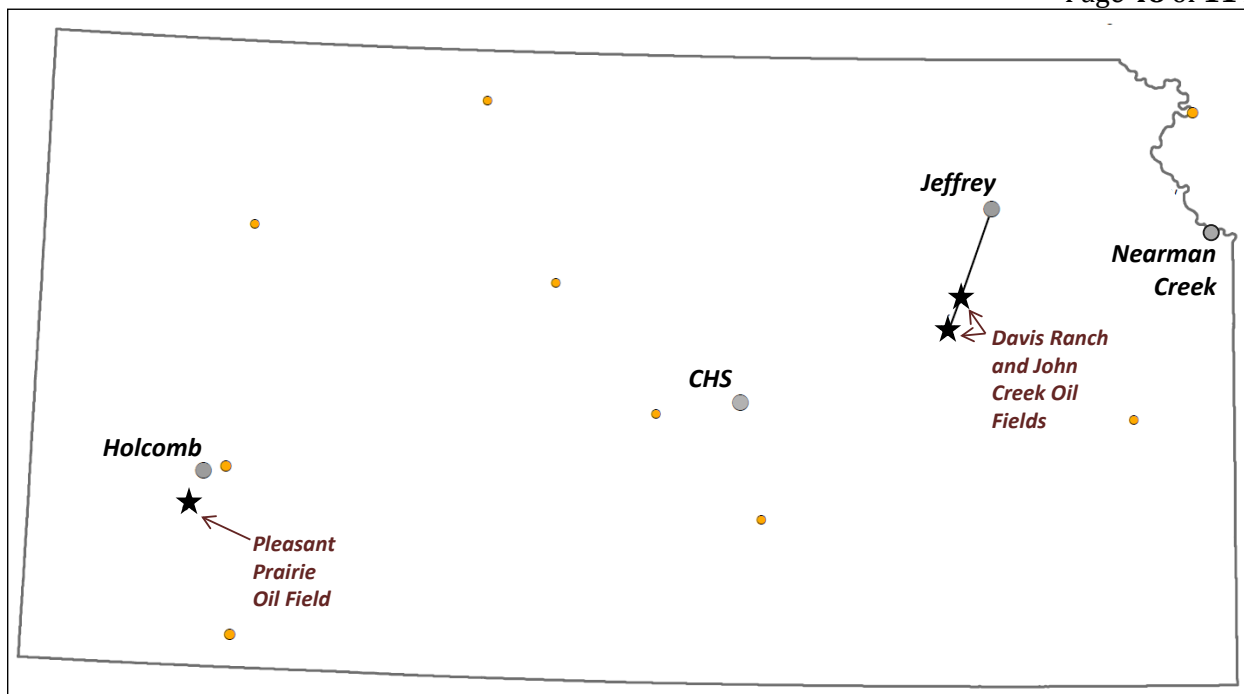 Jeffrey
Nearman
Creek
Davis Ranch
and John
Creek Oil
Fields
CHS
Holcomb
Pleasant
Prairie
Oil Field